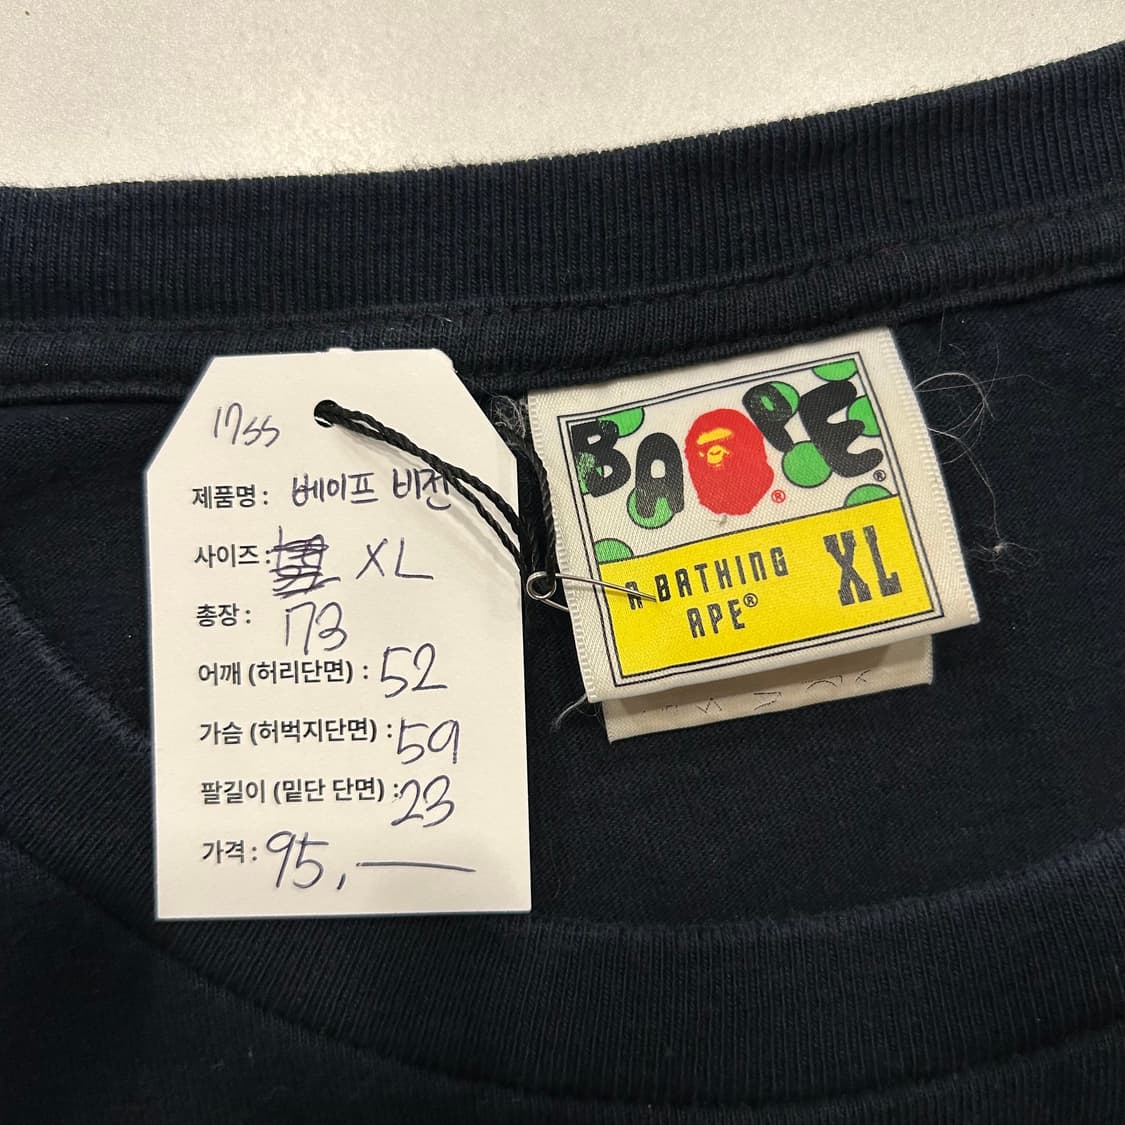 17SS
제품명 : 베이프 비전
사이즈 : XL
총장 : 73
어깨 (허리단면) : 52
가슴 (허벅지단면) : 59
팔길이 (밑단 단면) : 23
가격 : 95,—
BAPE®
®
A BATHING
APE®
XL